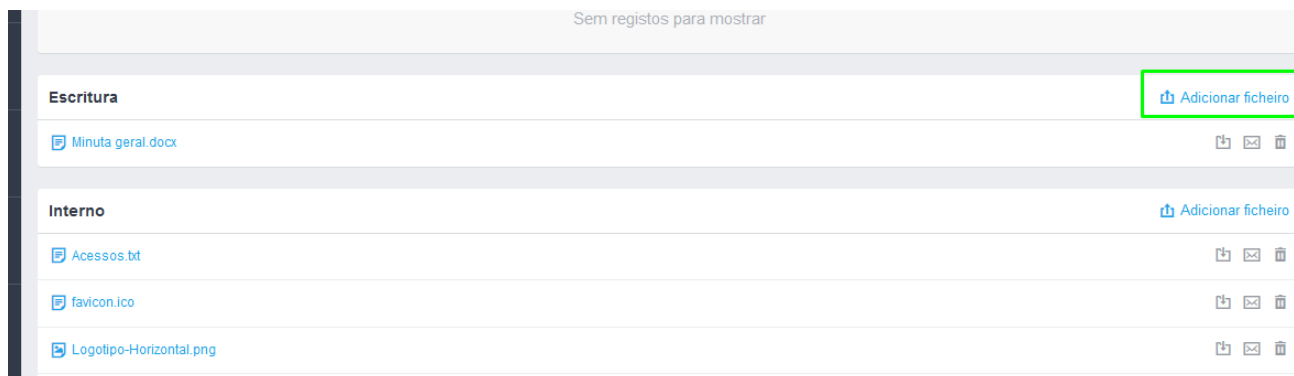 Sem registos para mostrar
Escritura Adicionar ficheiro
Minuta geral.docx
Interno Adicionar ficheiro
Acessos.txt
favicon.ico
Logotipo-Horizontal.png